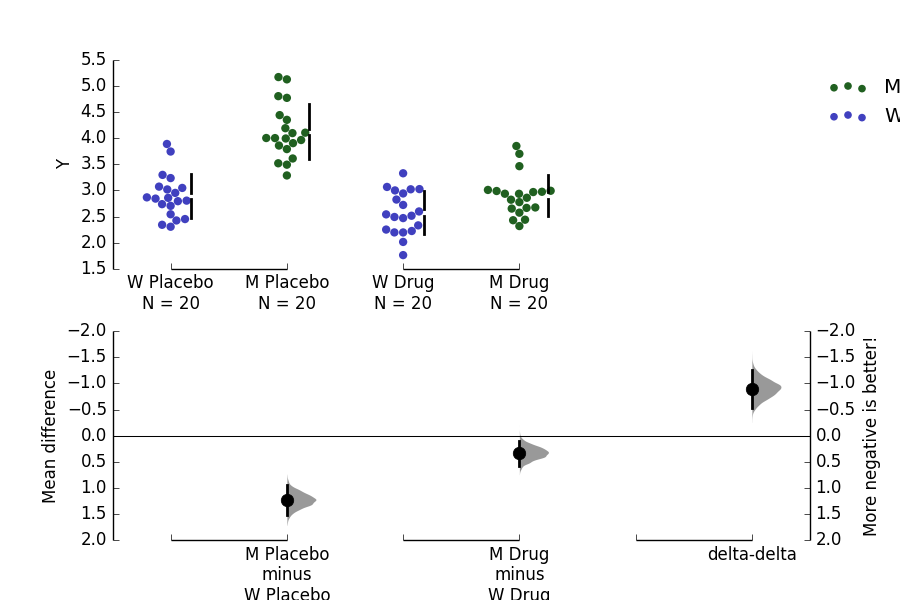 5.5
5.0
4.5
4.0
3.5
3.0
2.5
2.0
1.5
Y
M
W
W Placebo
N = 20
M Placebo
N = 20
W Drug
N = 20
M Drug
N = 20
−2.0
−1.5
−1.0
−0.5
0.0
0.5
1.0
1.5
2.0
Mean difference
−2.0
−1.5
−1.0
−0.5
0.0
0.5
1.0
1.5
2.0
More negative is better!
M Placebo
minus
W Placebo
M Drug
minus
W Drug
delta-delta